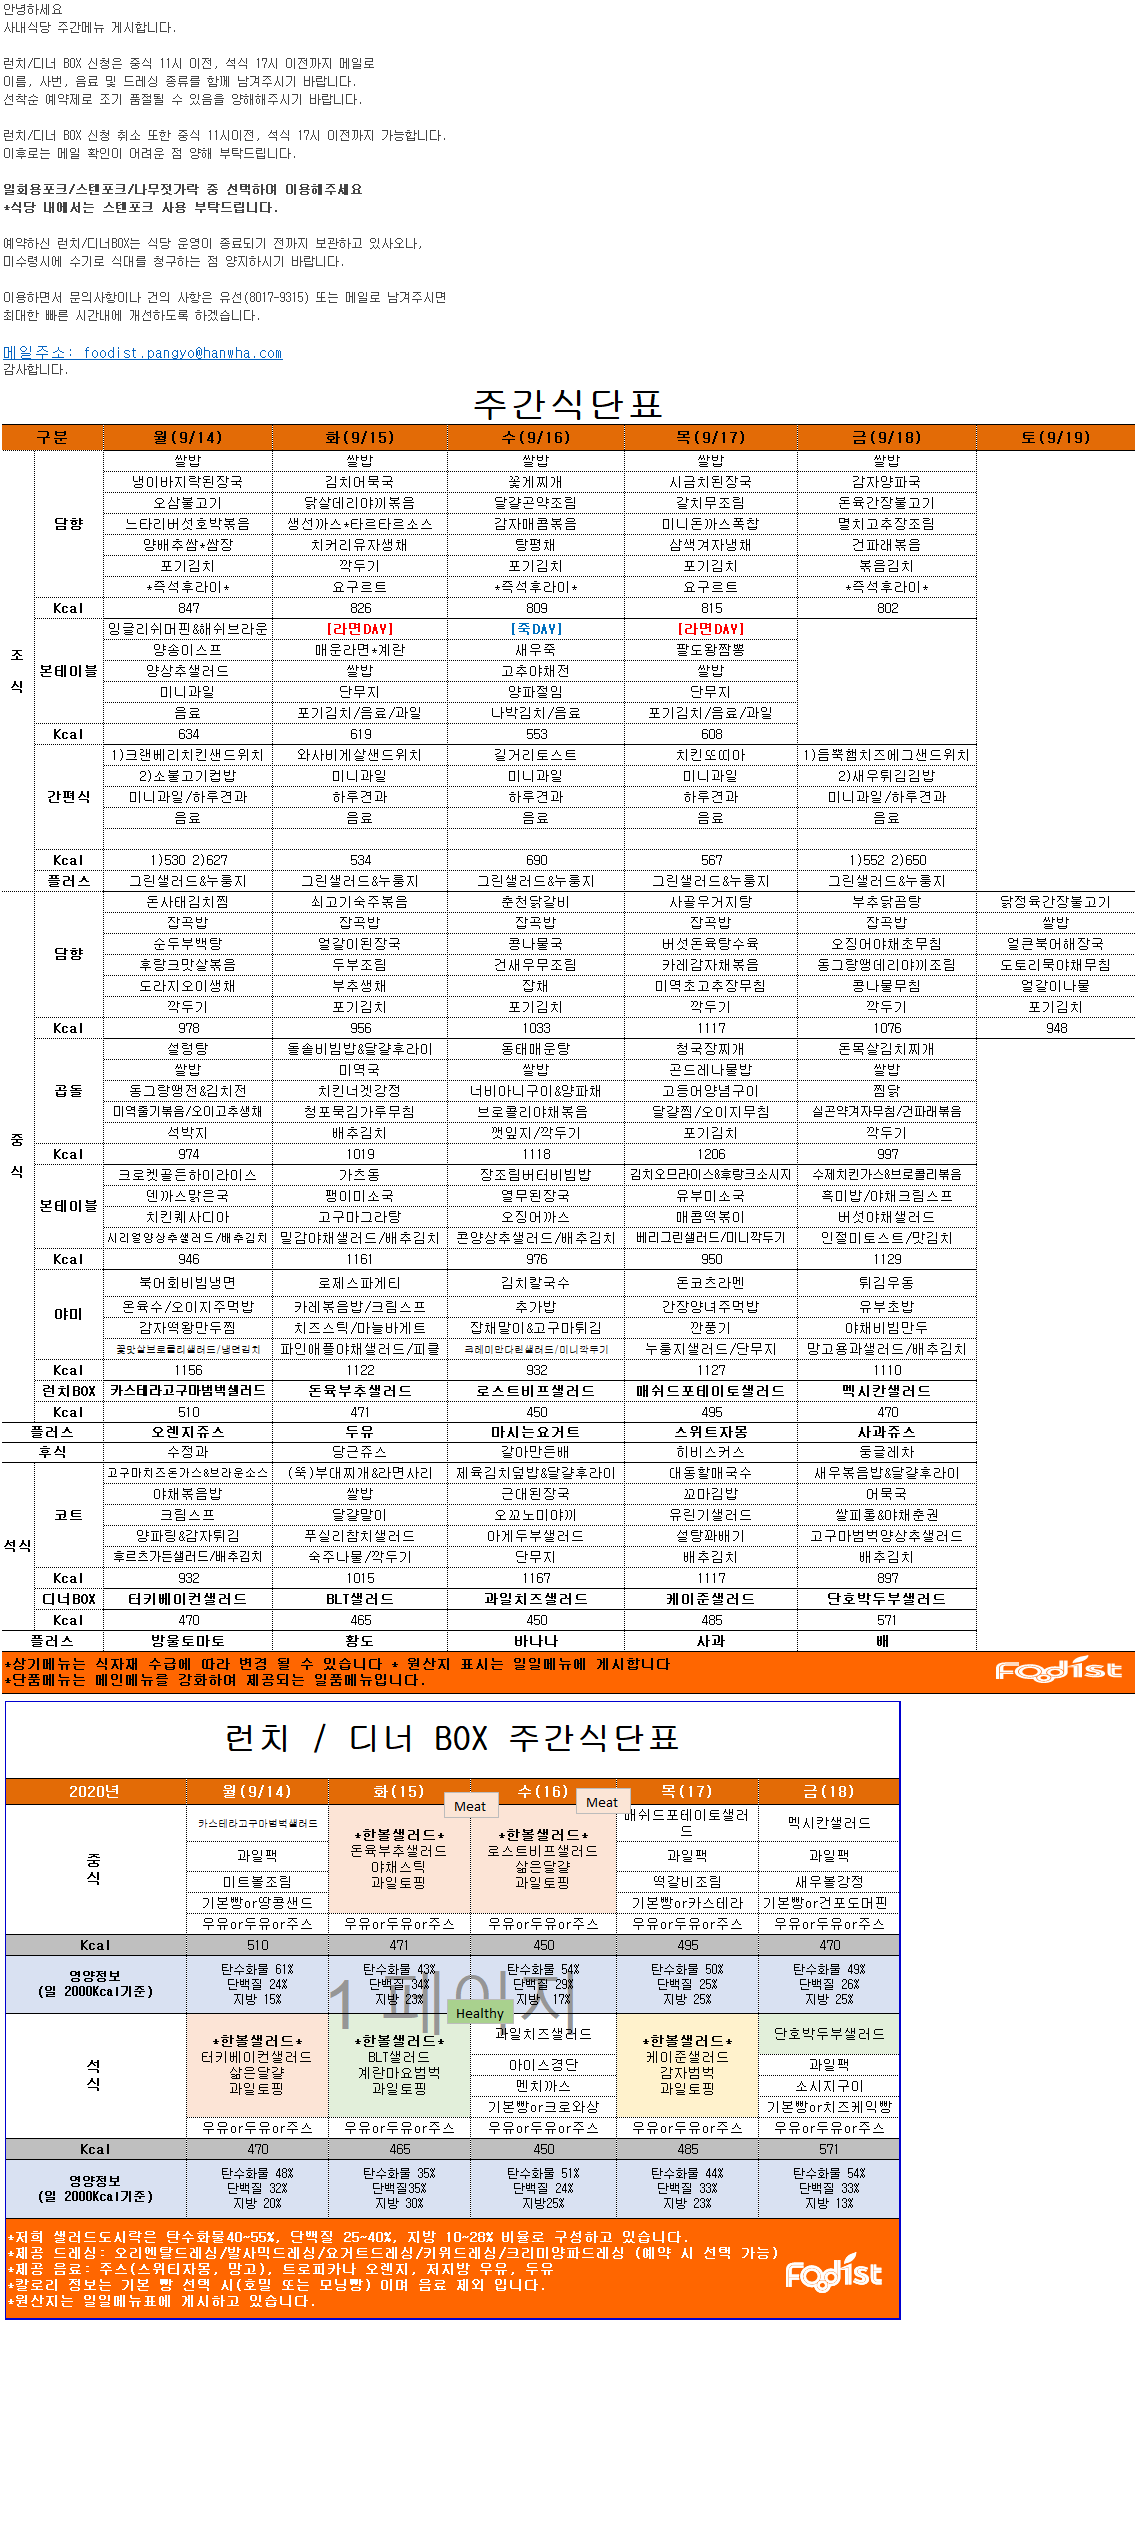 안녕하세요
사내식당 주간메뉴 게시합니다.
런치/디너 BOX 신청은 중식 11시 이전, 석식 17시 이전까지 메일로
이름, 사번, 음료 및 드레싱 종류를 함께 남겨주시기 바랍니다.
선착순 예약제로 조기 품절될 수 있음을 양해해주시기 바랍니다.
런치/디너 BOX 신청 취소 또한 중식 11시이전, 석식 17시 이전까지 가능합니다.
이후로는 메일 확인이 어려운 점 양해 부탁드립니다.
일회용포크/스텐포크/나무젓가락 중 선택하여 이용해주세요
*식당 내에서는 스텐포크 사용 부탁드립니다.
예약하신 런치/디너BOX는 식당 운영이 종료되기 전까지 보관하고 있사오나,
미수령시에 수기로 식대를 청구하는 점 양지하시기 바랍니다.
이용하면서 문의사항이나 건의 사항은 유선(8017-9315) 또는 메일로 남겨주시면
최대한 빠른 시간내에 개선하도록 하겠습니다.
메일주소: foodist.pangyo@hanwha.com
감사합니다.
주간식단표
구분 월(9/14) 화(9/15) 수(9/16) 목(9/17) 금(9/18) 토(9/19)
조식
담향
쌀밥 쌀밥 쌀밥 쌀밥 쌀밥
냉이바지락된장국 김치어묵국 꽃게찌개 시금치된장국 감자양파국
오삼불고기 닭살데리야끼볶음 달걀곤약조림 갈치무조림 돈육간장불고기
느타리버섯호박볶음 생선까스*타르타르소스 감자매콤볶음 미니돈까스폭찹 멸치고추장조림
양배추쌈*쌈장 치커리유자생채 탕평채 삼색겨자냉채 건파래볶음
포기김치 깍두기 포기김치 포기김치 볶음김치
*즉석후라이* 요구르트 *즉석후라이* 요구르트 *즉석후라이*
Kcal 847 826 809 815 802
본테이블
잉글리쉬머핀&해쉬브라운 [라면DAY] [죽DAY] [라면DAY]
양송이스프 매운라면*계란 새우죽 팔도왕짬뽕
양상추샐러드 쌀밥 고추야채전 쌀밥
미니과일 단무지 양파절임 단무지
음료 포기김치/음료/과일 나박김치/음료 포기김치/음료/과일
Kcal 634 619 553 608
간편식
1)크랜베리치킨샌드위치 와사비게살샌드위치 길거리토스트 치킨또띠아 1)듬뿍햄치즈에그샌드위치
2)소불고기컵밥 미니과일 미니과일 미니과일 2)새우튀김김밥
미니과일/하루견과 하루견과 하루견과 하루견과 미니과일/하루견과
음료 음료 음료 음료 음료
Kcal 1)530 2)627 534 690 567 1)552 2)650
플러스 그린샐러드&누룽지 그린샐러드&누룽지 그린샐러드&누룽지 그린샐러드&누룽지 그린샐러드&누룽지
중식
담향
돈사태김치찜 쇠고기숙주볶음 춘천닭갈비 사골우거지탕 부추닭곰탕 닭정육간장불고기
잡곡밥 잡곡밥 잡곡밥 잡곡밥 잡곡밥 쌀밥
순두부백탕 얼갈이된장국 콩나물국 버섯돈육탕수육 오징어야채초무침 얼큰북어해장국
후랑크맛살볶음 두부조림 건새우무조림 카레감자채볶음 동그랑땡데리야끼조림 도토리묵야채무침
도라지오이생채 부추생채 잡채 미역초고추장무침 콩나물무침 얼갈이나물
깍두기 포기김치 포기김치 깍두기 깍두기 포기김치
Kcal 978 956 1033 1117 1076 948
곱돌
설렁탕 돌솥비빔밥&달걀후라이 동태매운탕 청국장찌개 돈목살김치찌개
쌀밥 미역국 쌀밥 곤드레나물밥 쌀밥
동그랑땡전&김치전 치킨너겟강정 너비아니구이&양파채 고등어양념구이 찜닭
미역줄기볶음/오이고추생채 청포묵김가루무침 브로콜리야채볶음 달걀찜/오이지무침 실곤약겨자무침/건파래볶음
석박지 배추김치 깻잎지/깍두기 포기김치 깍두기
Kcal 974 1019 1118 1206 997
본테이블
크로켓골든하이라이스 가츠동 장조림버터비빔밥 김치오므라이스&후랑크소시지 수제치킨가스&브로콜리볶음
덴까스맑은국 팽이미소국 열무된장국 유부미소국 흑미밥/야채크림스프
치킨퀘사디아 고구마그라탕 오징어까스 매콤떡볶이 버섯야채샐러드
시리얼양상추샐러드/배추김치 밀감야채샐러드/배추김치 콘양상추샐러드/배추김치 베리그린샐러드/미니깍두기 인절미토스트/맛김치
Kcal 946 1161 976 950 1129
야미
북어회비빔냉면 로제스파게티 김치칼국수 돈코츠라멘 튀김우동
온육수/오이지주먹밥 카레볶음밥/크림스프 추가밥 간장양녀주먹밥 유부초밥
감자떡왕만두찜 치즈스틱/마늘바게트 잡채말이&고구마튀김 깐풍기 야채비빔만두
꽃맛살브로콜리샐러드/냉면김치 파인애플야채샐러드/피클 크레미만다린샐러드/미니깍두기 누룽지샐러드/단무지 망고용과샐러드/배추김치
Kcal 1156 1122 932 1127 1110
런치BOX 카스테라고구마범벅샐러드 돈육부추샐러드 로스트비프샐러드 매쉬드포테이토샐러드 멕시칸샐러드
Kcal 510 471 450 495 470
플러스 오렌지쥬스 두유 마시는요거트 스위트자몽 사과쥬스
후식 수정과 당근쥬스 갈아만든배 히비스커스 둥글레차
석식
코트
고구마치즈돈가스&브라운소스 (뚝)부대찌개&라면사리 제육김치덮밥&달걀후라이 대동할매국수 새우볶음밥&달걀후라이
야채볶음밥 쌀밥 근대된장국 꼬마김밥 어묵국
크림스프 달걀말이 오꼬노미야끼 유린기샐러드 쌀피롤&야채춘권
양파링&감자튀김 푸실리참치샐러드 아게두부샐러드 설탕꽈배기 고구마범벅양상추샐러드
후르츠가든샐러드/배추김치 숙주나물/깍두기 단무지 배추김치 배추김치
Kcal 932 1015 1167 1117 897
디너BOX 터키베이컨샐러드 BLT샐러드 과일치즈샐러드 케이준샐러드 단호박두부샐러드
Kcal 470 465 450 485 571
플러스 방울토마토 황도 바나나 사과 배
*상기메뉴는 식자재 수급에 따라 변경 될 수 있습니다 * 원산지 표시는 일일메뉴에 게시합니다
*단품메뉴는 메인메뉴를 강화하여 제공되는 일품메뉴입니다.
Foodist
런치 / 디너 BOX 주간식단표
2020년 월(9/14) 화(15) 수(16) 목(17) 금(18)
Meat Meat
중식
카스테라고구마범벅샐러드 *한볼샐러드* *한볼샐러드* 매쉬드포테이토샐러드 멕시칸샐러드
과일팩 돈육부추샐러드 로스트비프샐러드 과일팩 과일팩
미트볼조림 야채스틱 삶은달걀 떡갈비조림 새우볼강정
기본빵or땅콩샌드 과일토핑 과일토핑 기본빵or카스테라 기본빵or건포도머핀
우유or두유or주스 우유or두유or주스 우유or두유or주스 우유or두유or주스 우유or두유or주스
Kcal 510 471 450 495 470
영양정보
(일 2000Kcal기준)
탄수화물 61% 탄수화물 43% 탄수화물 54% 탄수화물 50% 탄수화물 49%
단백질 24% 단백질 34% 단백질 29% 단백질 25% 단백질 26%
지방 15% 지방 23% 지방 17% 지방 25% 지방 25%
1 페이지
Healthy
석식
*한볼샐러드* *한볼샐러드* 과일치즈샐러드 *한볼샐러드* 단호박두부샐러드
터키베이컨샐러드 BLT샐러드 아이스경단 케이준샐러드 과일팩
삶은달걀 계란마요범벅 멘치까스 감자범벅 소시지구이
과일토핑 과일토핑 기본빵or크로와상 과일토핑 기본빵or치즈케익빵
우유or두유or주스 우유or두유or주스 우유or두유or주스 우유or두유or주스 우유or두유or주스
Kcal 470 465 450 485 571
영양정보
(일 2000Kcal기준)
탄수화물 48% 탄수화물 35% 탄수화물 51% 탄수화물 44% 탄수화물 54%
단백질 32% 단백질35% 단백질 24% 단백질 33% 단백질 33%
지방 20% 지방 30% 지방25% 지방 23% 지방 13%
*저희 샐러드도시락은 탄수화물40~55%, 단백질 25~40%, 지방 10~28% 비율로 구성하고 있습니다.
*제공 드레싱: 오리엔탈드레싱/발사믹드레싱/요거트드레싱/키위드레싱/크리미양파드레싱 (예약 시 선택 가능)
*제공 음료: 주스(스위티자몽, 망고), 트로피카나 오렌지, 저지방 우유, 두유
*칼로리 정보는 기본 빵 선택 시(호밀 또는 모닝빵) 이며 음료 제외 입니다.
*원산지는 일일메뉴표에 게시하고 있습니다.
Foodist